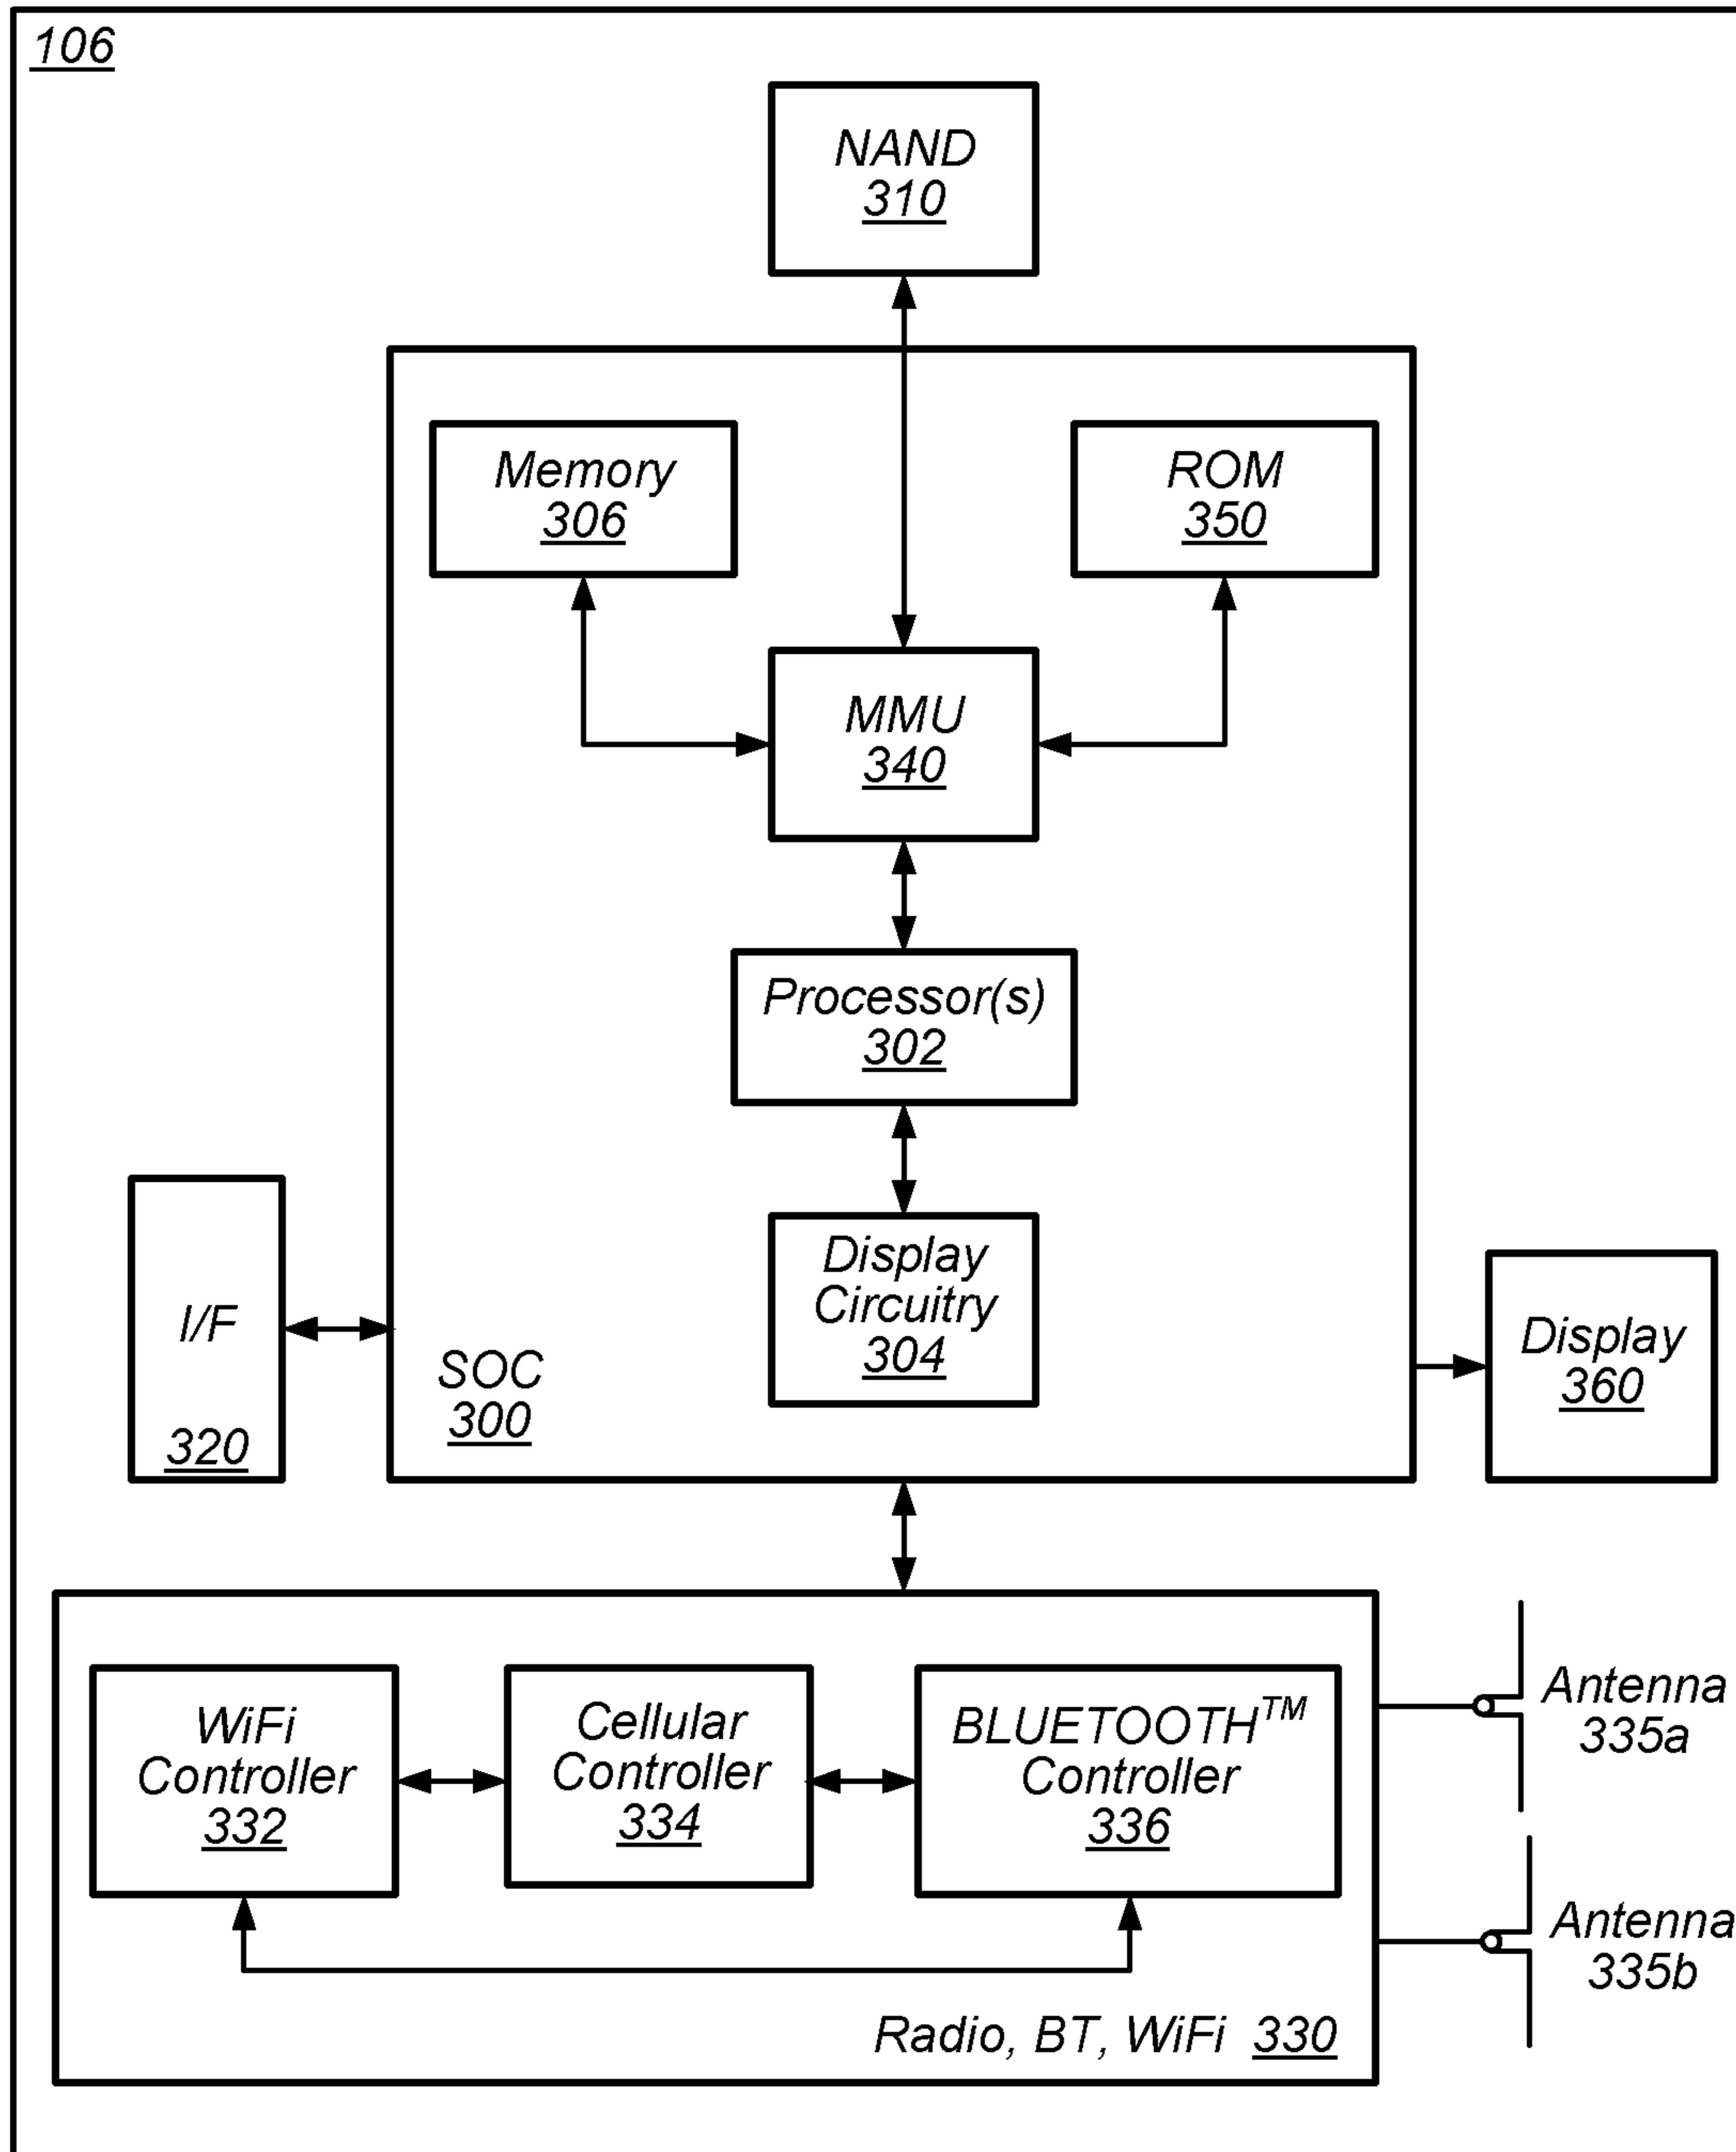 106
NAND
310
Memory
306
ROM
350
MMU
340
Processor(s)
302
Display
Circuitry
304
I/F
320
SOC
300
Display
360
WiFi
Controller
332
Cellular
Controller
334
BLUETOOTH™
Controller
336
Antenna
335a
Antenna
335b
Radio, BT, WiFi 330